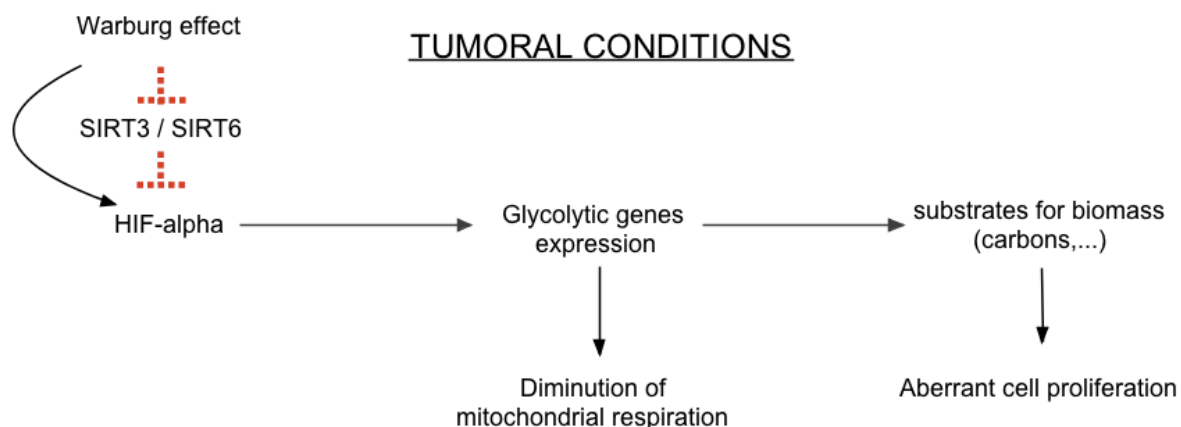 Warburg effect
TUMORAL CONDITIONS
SIRT3 / SIRT6
HIF-alpha
Glycolytic genes
expression
substrates for biomass
(carbons,...)
Diminution of
mitochondrial respiration
Aberrant cell proliferation